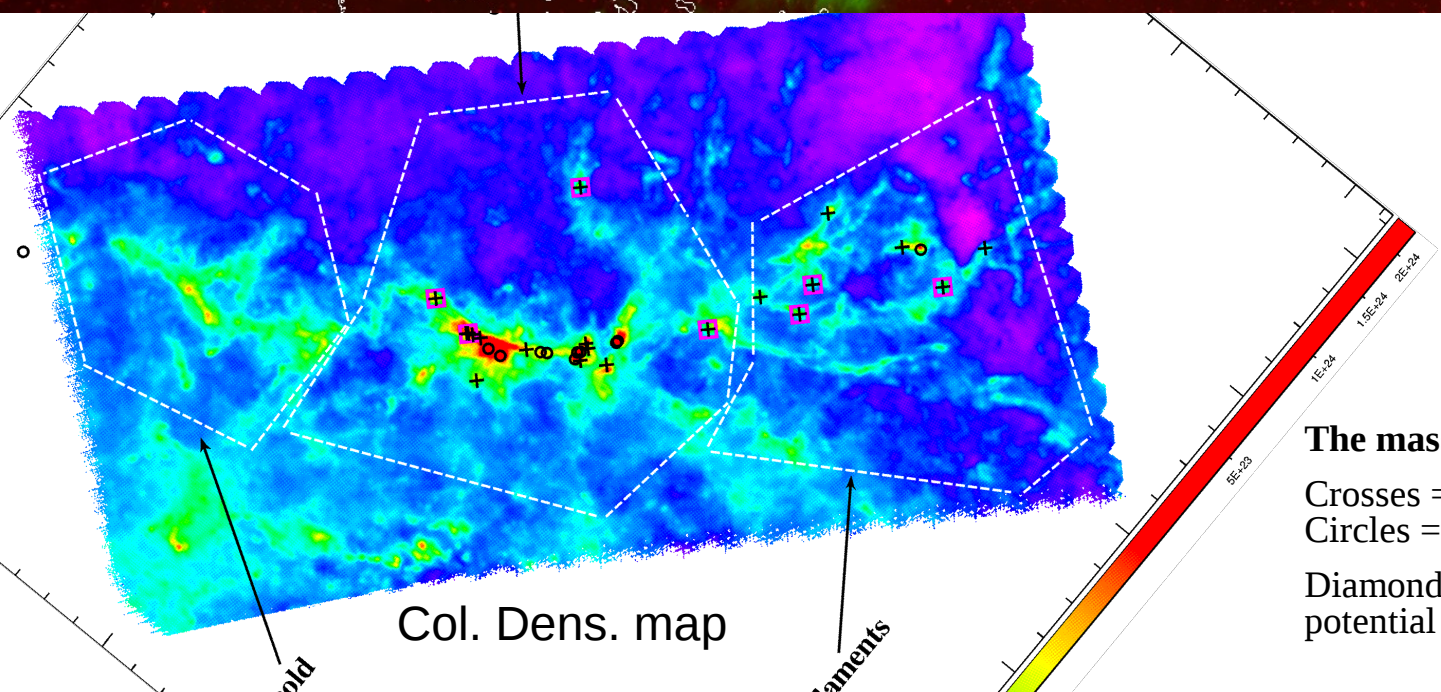 2E+24
1.5E+24
1E+24
5E+23
The mas
Crosses =
Circles =
Diamond
potential
Col. Dens. map
old
laments